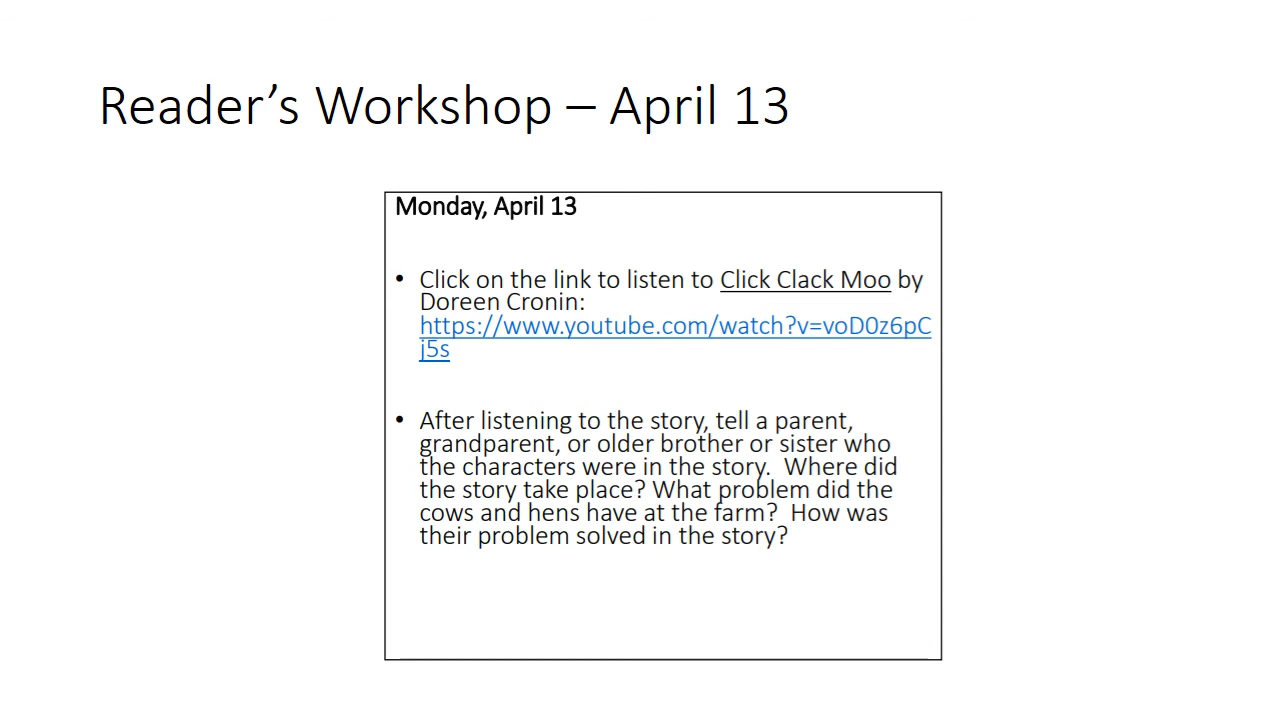 Reader’s Workshop – April 13
Monday, April 13
• Click on the link to listen to Click Clack Moo by
Doreen Cronin:
https://www.youtube.com/watch?v=voD0z6pC
j5s
• After listening to the story, tell a parent,
grandparent, or older brother or sister who
the characters were in the story.  Where did
the story take place? What problem did the
cows and hens have at the farm?  How was
their problem solved in the story?